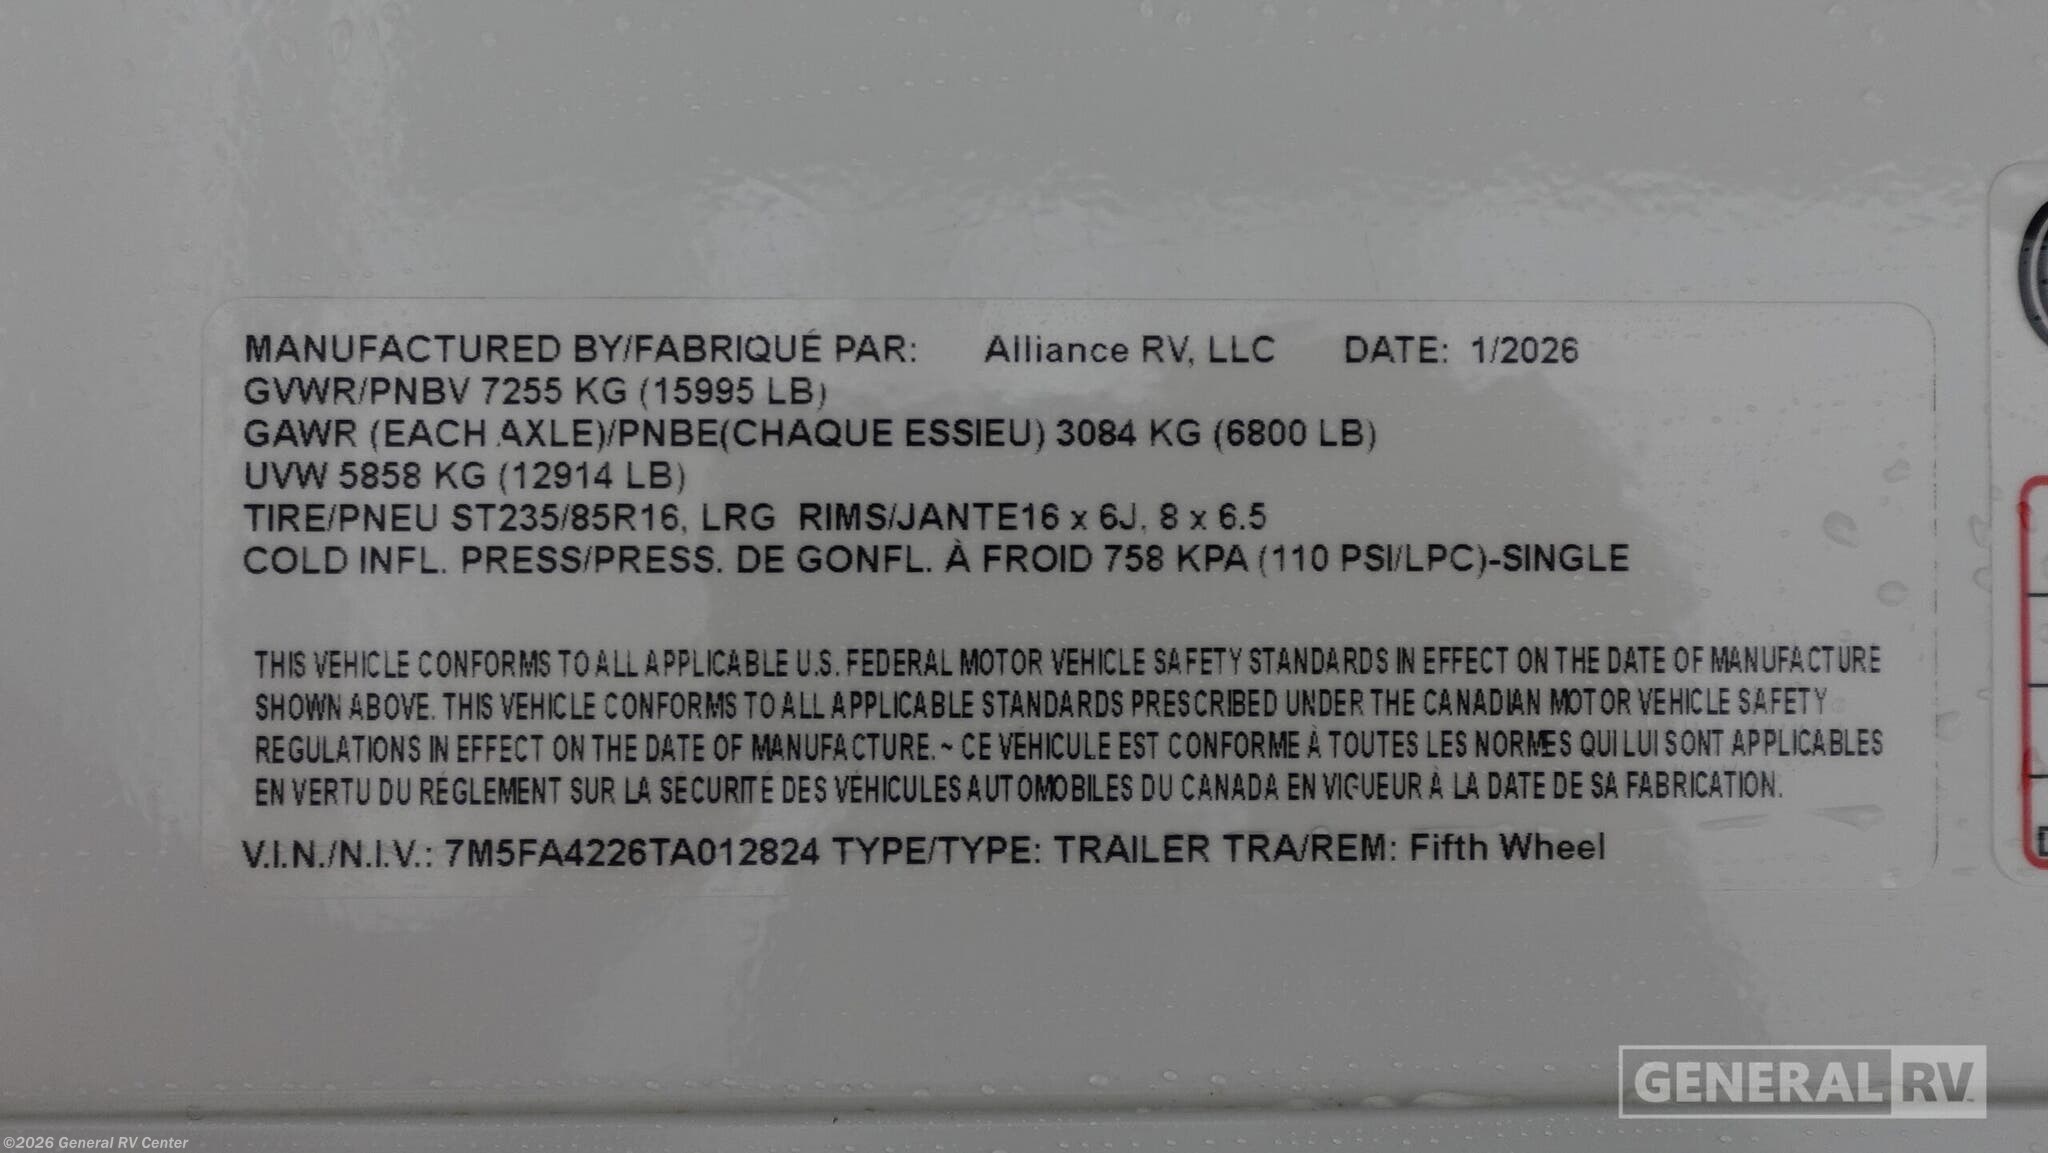 MANUFACTURED BY/FABRIQUÉ PAR: Alliance RV, LLC DATE: 1/2026
GVWR/PNBV 7255 KG (15995 LB)
GAWR (EACH AXLE)/PNBE(CHAQUE ESSIEU) 3084 KG (6800 LB)
UVW 5858 KG (12914 LB)
TIRE/PNEU ST235/85R16, LRG RIMS/JANTE16 x 6J, 8 x 6.5
COLD INFL. PRESS/PRESS. DE GONFL. À FROID 758 KPA (110 PSI/LPC)-SINGLE
THIS VEHICLE CONFORMS TO ALL APPLICABLE U.S. FEDERAL MOTOR VEHICLE SAFETY STANDARDS IN EFFECT ON THE DATE OF MANUFACTURE
SHOWN ABOVE. THIS VEHICLE CONFORMS TO ALL APPLICABLE STANDARDS PRESCRIBED UNDER THE CANADIAN MOTOR VEHICLE SAFETY
REGULATIONS IN EFFECT ON THE DATE OF MANUFACTURE. ~ CE VÉHICULE EST CONFORME À TOUTES LES NORMES QUI LUI SONT APPLICABLES
EN VERTU DU RÉGLEMENT SUR LA SÉCURITÉ DES VÉHICULES AUTOMOBILES DU CANADA EN VIGUEUR À LA DATE DE SA FABRICATION.
V.I.N./N.I.V.: 7M5FA4226TA012824 TYPE/TYPE: TRAILER TRA/REM: Fifth Wheel
GENERAL RV
©2026 General RV Center